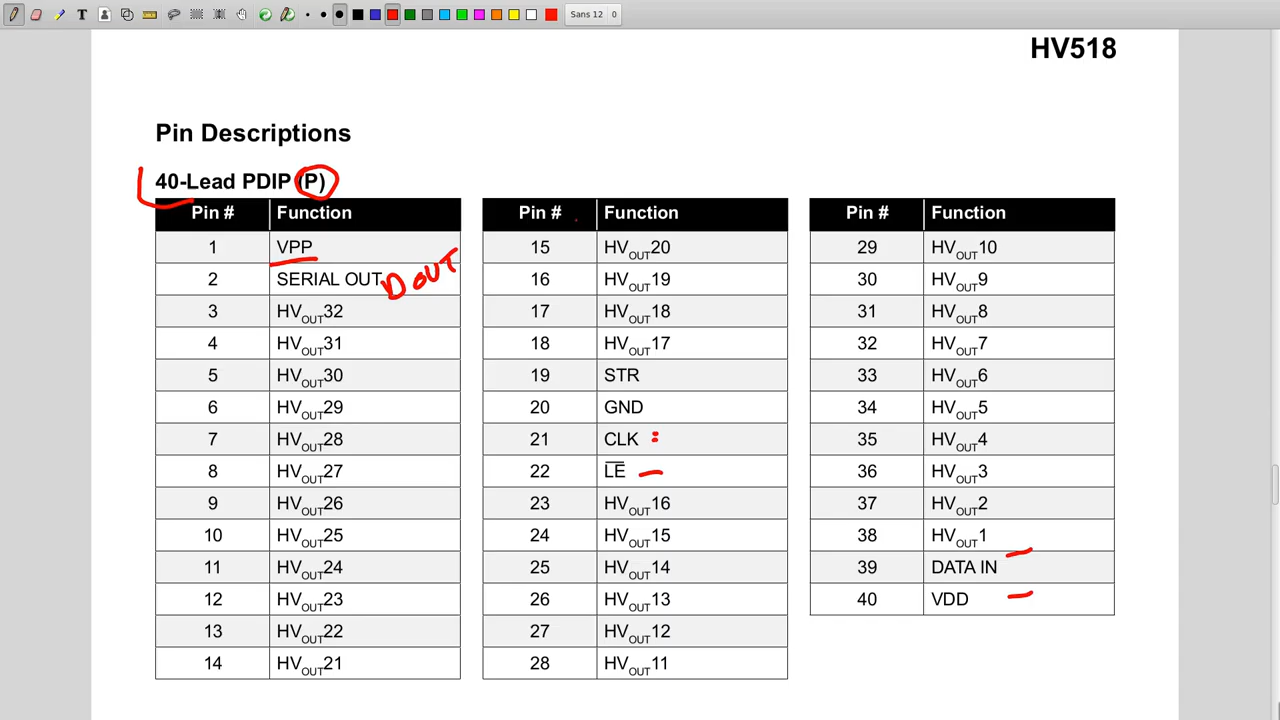 Sans 12 0
HV518
Pin Descriptions
40-Lead PDIP (P)
Pin # Function
1 VPP
2 SERIAL OUT D OUT
3 HVOUT32
4 HVOUT31
5 HVOUT30
6 HVOUT29
7 HVOUT28
8 HVOUT27
9 HVOUT26
10 HVOUT25
11 HVOUT24
12 HVOUT23
13 HVOUT22
14 HVOUT21
Pin # Function
15 HVOUT20
16 HVOUT19
17 HVOUT18
18 HVOUT17
19 STR
20 GND
21 CLK
22 L̅E̅
23 HVOUT16
24 HVOUT15
25 HVOUT14
26 HVOUT13
27 HVOUT12
28 HVOUT11
Pin # Function
29 HVOUT10
30 HVOUT9
31 HVOUT8
32 HVOUT7
33 HVOUT6
34 HVOUT5
35 HVOUT4
36 HVOUT3
37 HVOUT2
38 HVOUT1
39 DATA IN
40 VDD